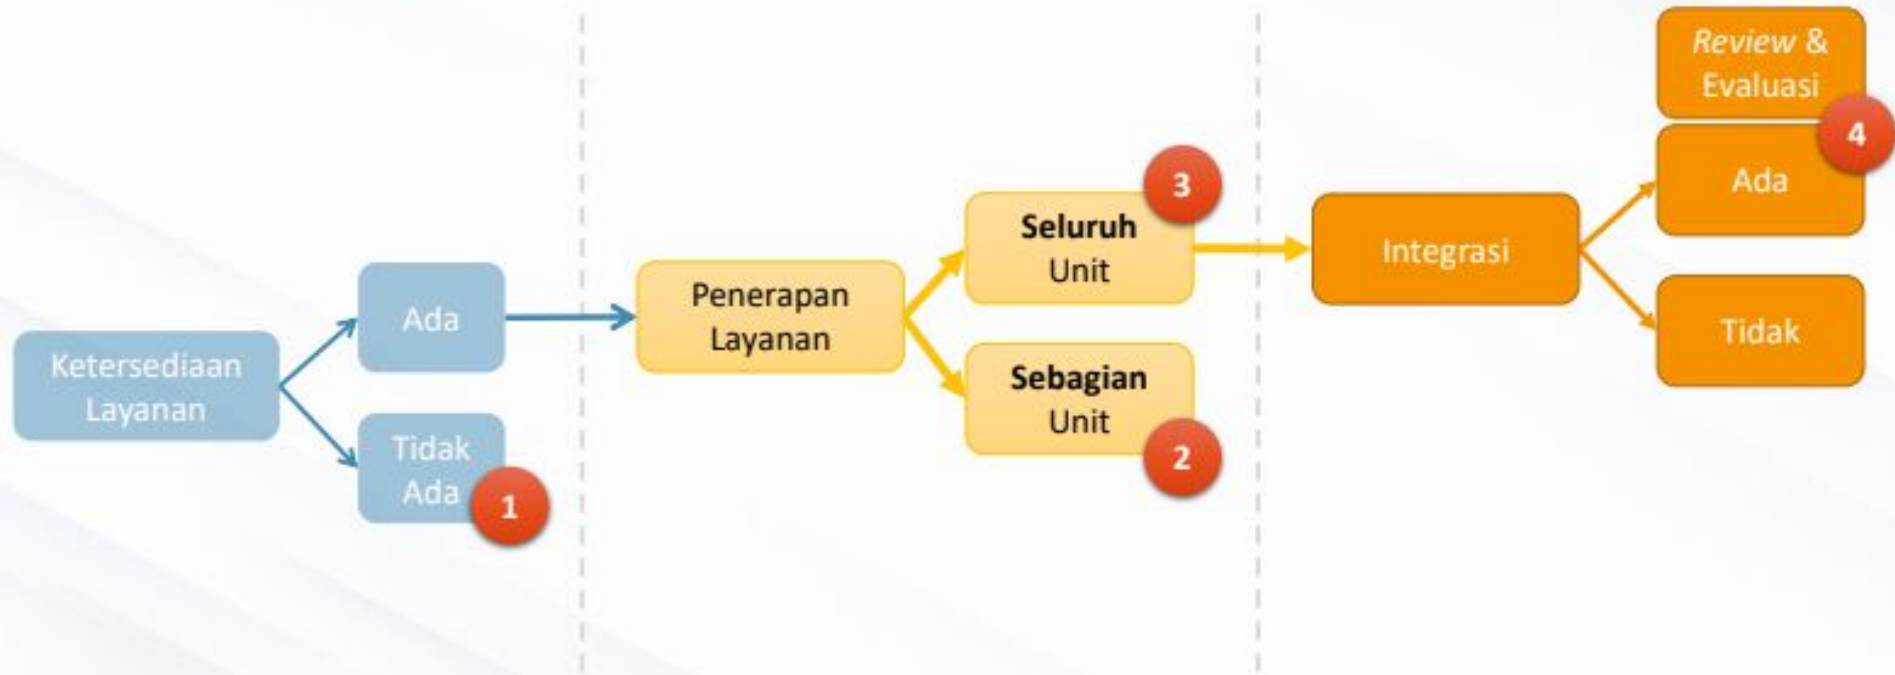 Ketersediaan
Layanan
Ada
Tidak
Ada
1
Penerapan
Layanan
Seluruh
Unit
3
Sebagian
Unit
2
Integrasi
Review &
Evaluasi
4
Ada
Tidak